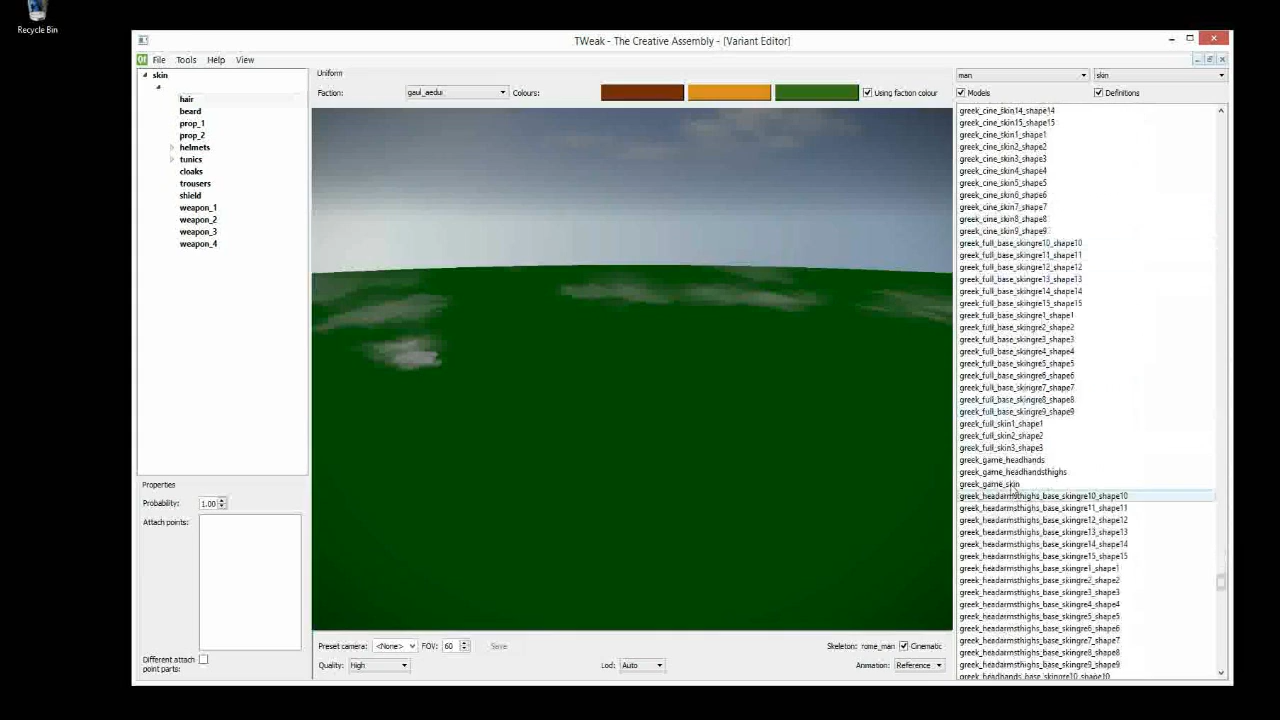 Recycle Bin
TWeak - The Creative Assembly - [Variant Editor]
File Tools Help View
skin
hair
beard
prop_1
prop_2
helmets
tunics
cloaks
trousers
shield
weapon_1
weapon_2
weapon_3
weapon_4
Properties
Probability: 1.00
Attach points:
Different attach
point parts:
Uniform
Faction: gaul_aedui Colours: Using faction colour
Preset camera: <None> FOV: 60 Save
Skeleton: rome_man Cinematic
Quality: High Lod: Auto Animation: Reference
man skin
Models Definitions
greek_cine_skin14_shape14
greek_cine_skin15_shape15
greek_cine_skin1_shape1
greek_cine_skin2_shape2
greek_cine_skin3_shape3
greek_cine_skin4_shape4
greek_cine_skin5_shape5
greek_cine_skin6_shape6
greek_cine_skin7_shape7
greek_cine_skin8_shape8
greek_cine_skin9_shape9
greek_full_base_skingre10_shape10
greek_full_base_skingre11_shape11
greek_full_base_skingre12_shape12
greek_full_base_skingre13_shape13
greek_full_base_skingre14_shape14
greek_full_base_skingre15_shape15
greek_full_base_skingre1_shape1
greek_full_base_skingre2_shape2
greek_full_base_skingre3_shape3
greek_full_base_skingre4_shape4
greek_full_base_skingre5_shape5
greek_full_base_skingre6_shape6
greek_full_base_skingre7_shape7
greek_full_base_skingre8_shape8
greek_full_base_skingre9_shape9
greek_full_skin1_shape1
greek_full_skin2_shape2
greek_full_skin3_shape3
greek_game_headhands
greek_game_headhandsthighs
greek_game_skin
greek_headarmsthighs_base_skingre10_shape10
greek_headarmsthighs_base_skingre11_shape11
greek_headarmsthighs_base_skingre12_shape12
greek_headarmsthighs_base_skingre13_shape13
greek_headarmsthighs_base_skingre14_shape14
greek_headarmsthighs_base_skingre15_shape15
greek_headarmsthighs_base_skingre1_shape1
greek_headarmsthighs_base_skingre2_shape2
greek_headarmsthighs_base_skingre3_shape3
greek_headarmsthighs_base_skingre4_shape4
greek_headarmsthighs_base_skingre5_shape5
greek_headarmsthighs_base_skingre6_shape6
greek_headarmsthighs_base_skingre7_shape7
greek_headarmsthighs_base_skingre8_shape8
greek_headarmsthighs_base_skingre9_shape9
greek_headhands_base_skingre10_shape10